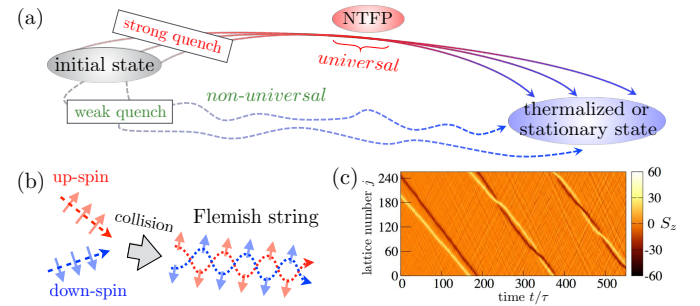 (a)
NTFP
strong quench
universal
initial state
non-universal
weak quench
thermalized or
stationary state
(b)
up-spin
collision
Flemish string
down-spin
(c)
lattice number j
240
180
120
60
0
0 100 200 300 400 500
time t/τ
60
30
0
-30
-60
S_z